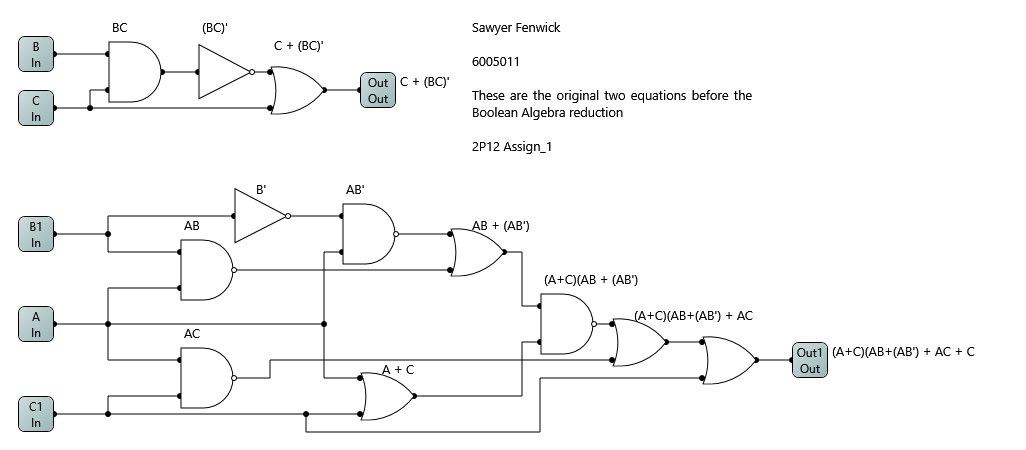 BC
(BC)'
C + (BC)'
B
In
C
In
Out
Out
C + (BC)'
Sawyer Fenwick
6005011
These are the original two equations before the
Boolean Algebra reduction
2P12 Assign_1
B'
AB'
B1
In
AB
AB + (AB')
(A+C)(AB + (AB')
A
In
AC
(A+C)(AB+(AB') + AC
Out1
Out
(A+C)(AB+(AB') + AC + C
A + C
C1
In